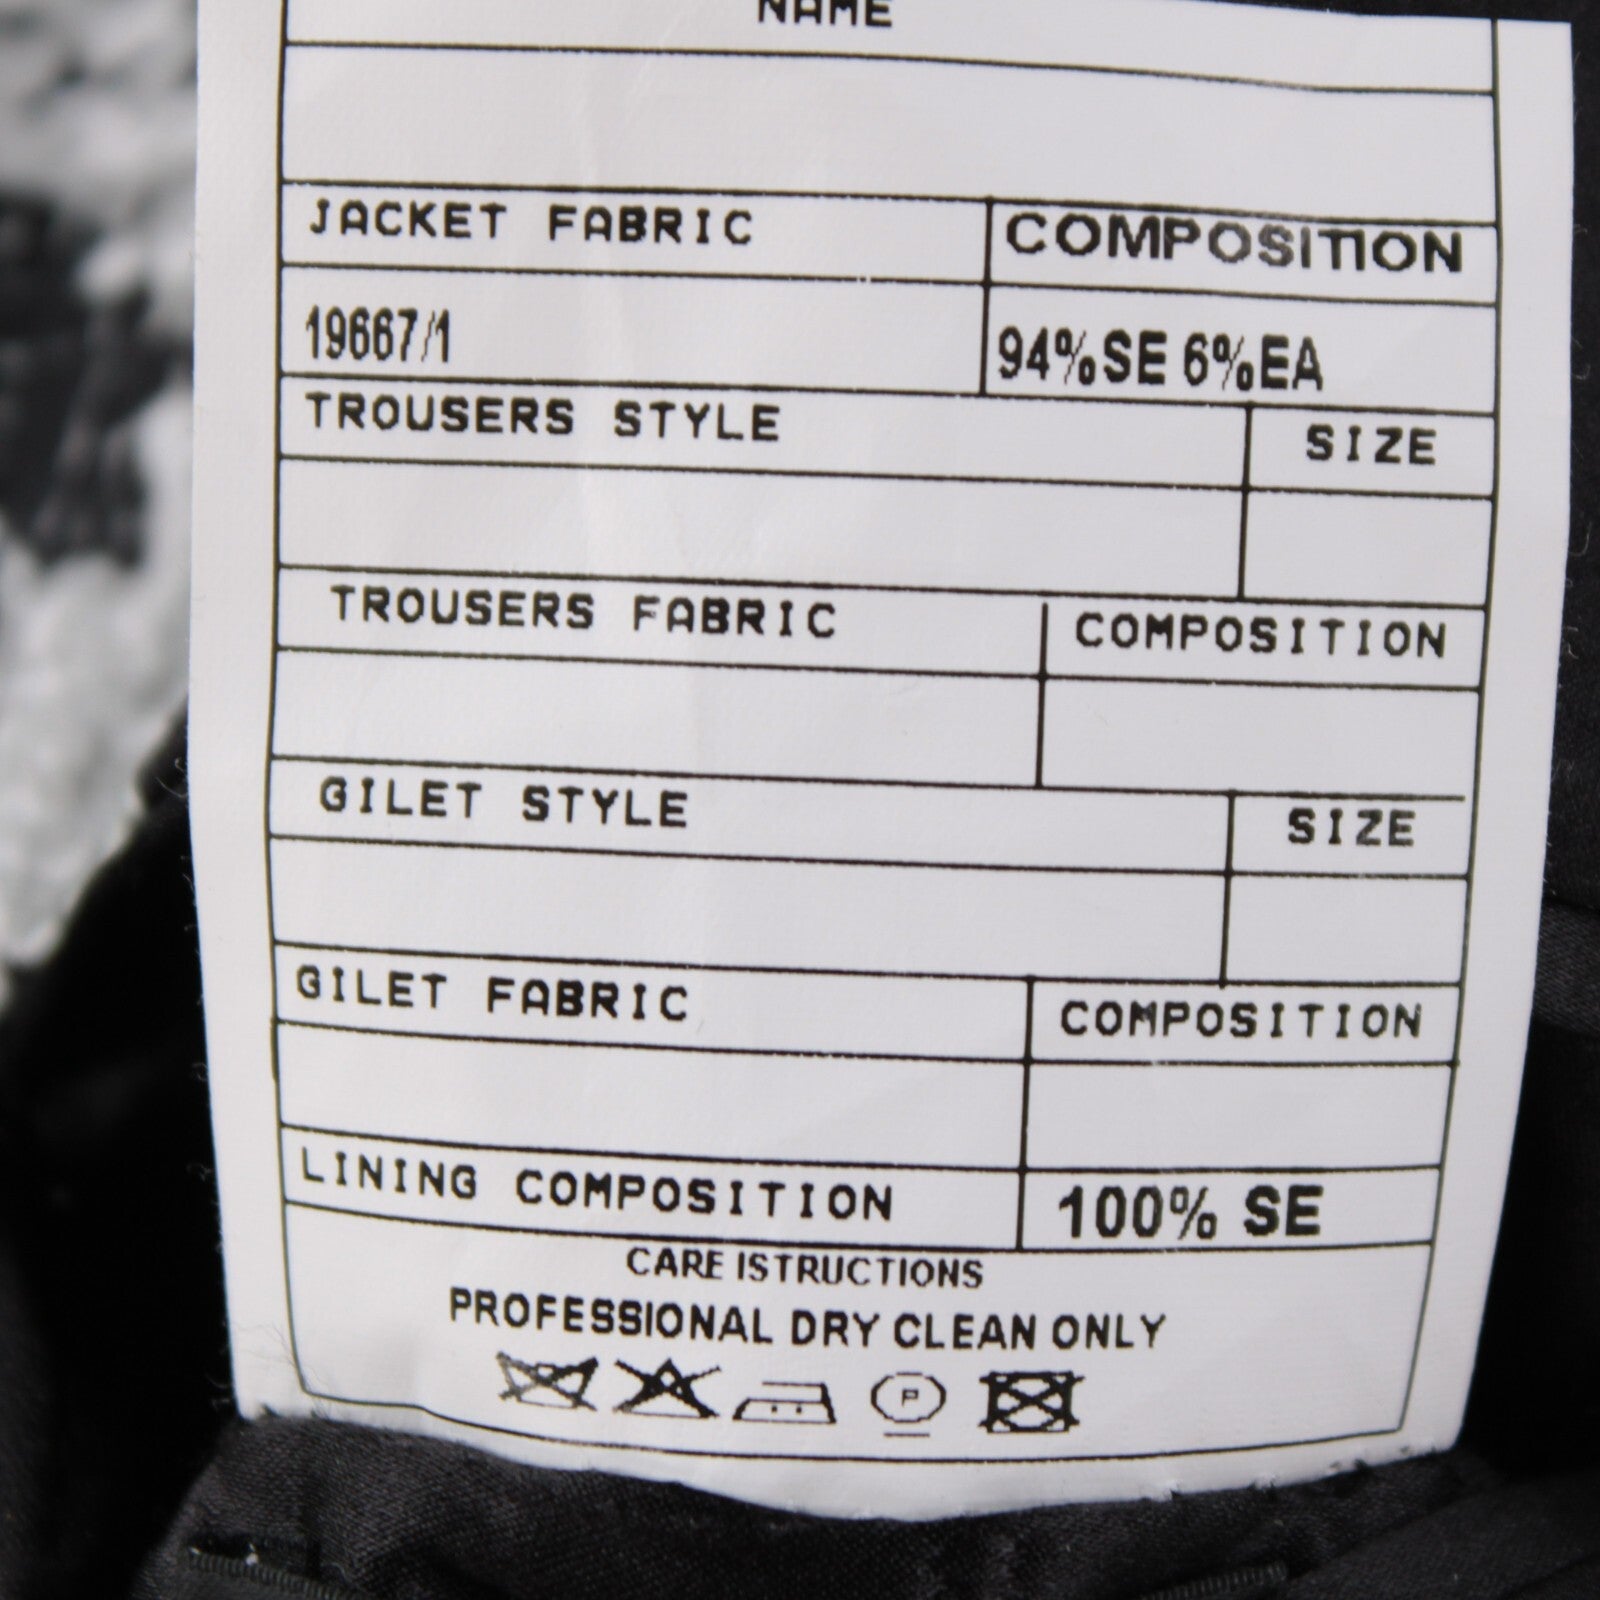 NAME
JACKET FABRIC COMPOSITION
19667/1 94%SE 6%EA
TROUSERS STYLE SIZE
TROUSERS FABRIC COMPOSITION
GILET STYLE SIZE
GILET FABRIC COMPOSITION
LINING COMPOSITION 100% SE
CARE ISTRUCTIONS
PROFESSIONAL DRY CLEAN ONLY
P